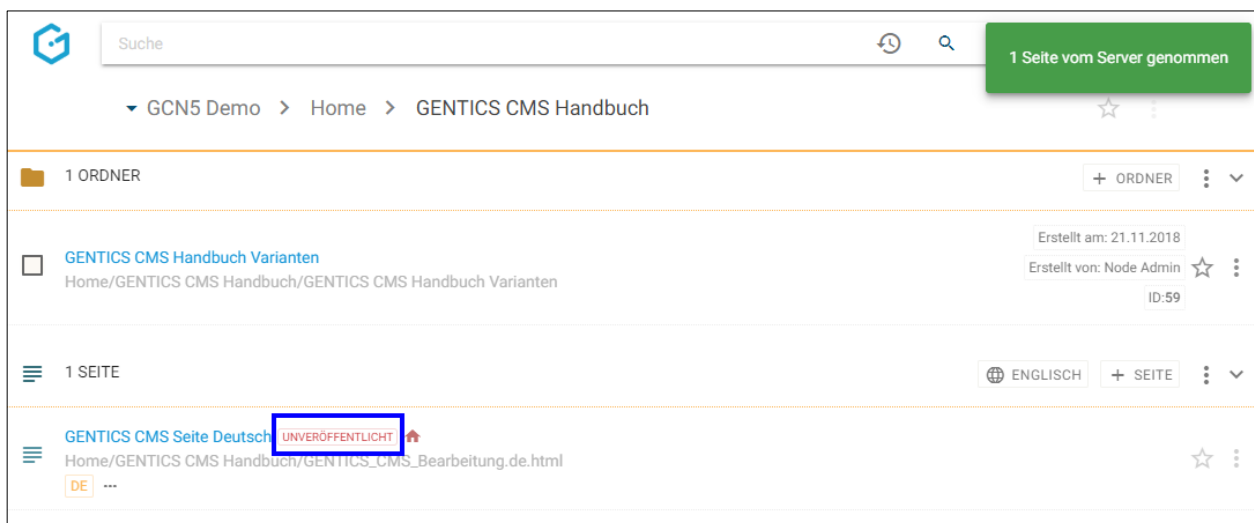 Suche
1 Seite vom Server genommen
GCN5 Demo > Home > GENTICS CMS Handbuch
1 ORDNER
+ ORDNER
GENTICS CMS Handbuch Varianten
Home/GENTICS CMS Handbuch/GENTICS CMS Handbuch Varianten
Erstellt am: 21.11.2018
Erstellt von: Node Admin
ID:59
1 SEITE
ENGLISCH
+ SEITE
GENTICS CMS Seite Deutsch UNVERÖFFENTLICHT
Home/GENTICS CMS Handbuch/GENTICS_CMS_Bearbeitung.de.html
DE